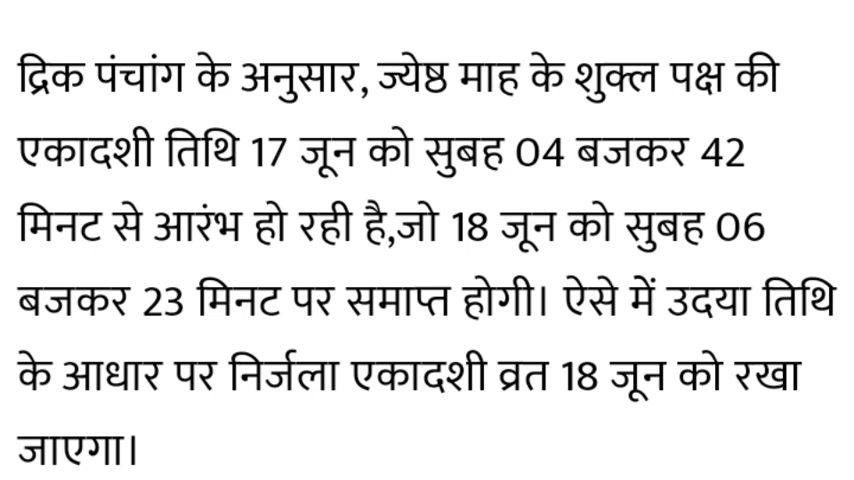 द्रिक पंचांग के अनुसार, ज्येष्ठ माह के शुक्ल पक्ष की
एकादशी तिथि 17 जून को सुबह 04 बजकर 42
मिनट से आरंभ हो रही है,जो 18 जून को सुबह 06
बजकर 23 मिनट पर समाप्त होगी। ऐसे में उदया तिथि
के आधार पर निर्जला एकादशी व्रत 18 जून को रखा
जाएगा।